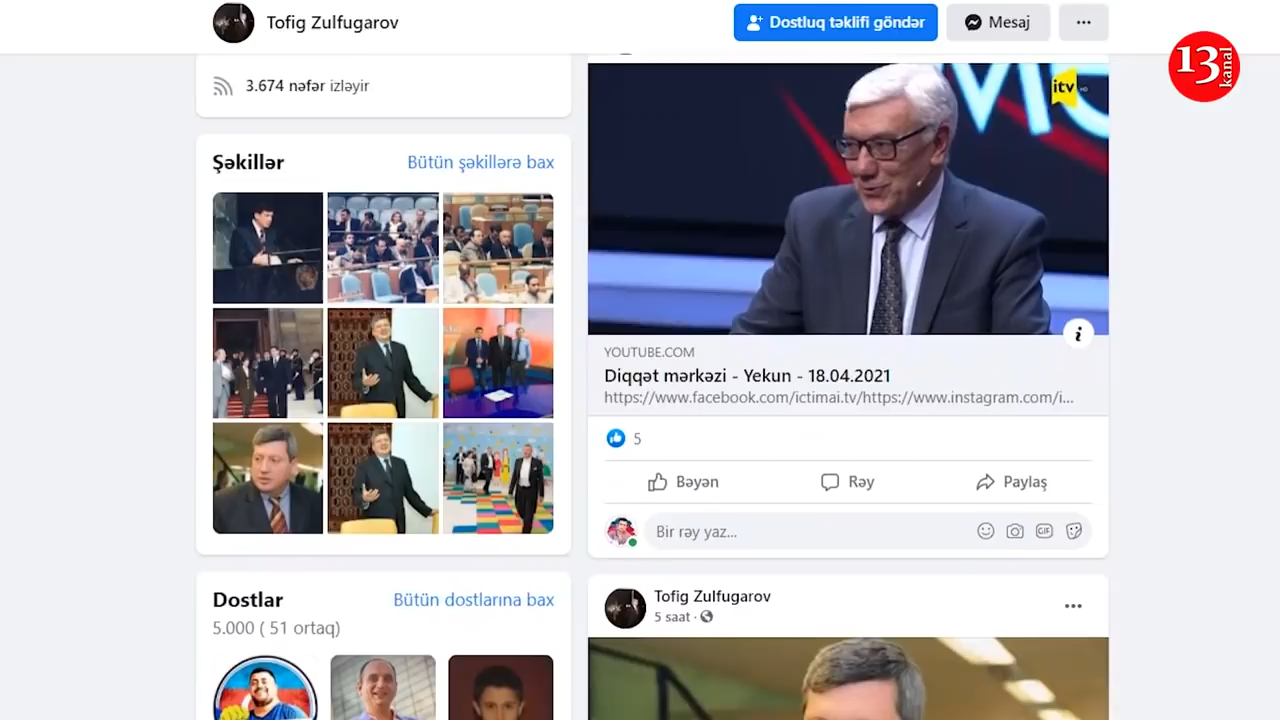 Tofig Zulfugarov
Dostluq təklifi göndər
Mesaj
13 kanal
3.674 nəfər izləyir
Şəkillər
Bütün şəkillərə bax
Dostlar
Bütün dostlarına bax
5.000 ( 51 ortaq)
itv HD
YOUTUBE.COM
Diqqət mərkəzi - Yekun - 18.04.2021
https://www.facebook.com/ictimai.tv/https://www.instagram.com/i...
5
Bəyən
Rəy
Paylaş
Bir rəy yaz...
GIF
Tofig Zulfugarov
5 saat ·